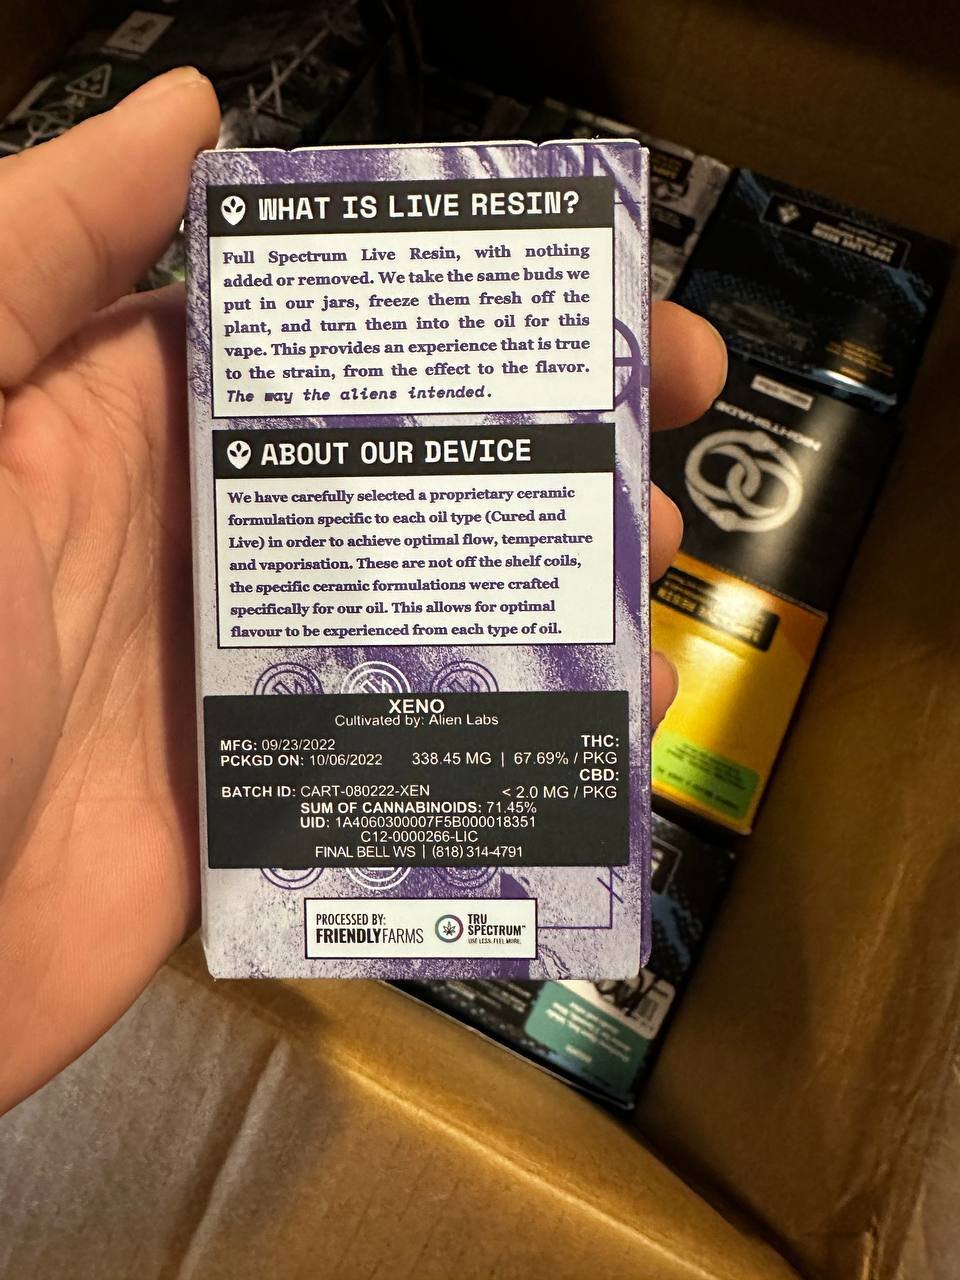 WHAT IS LIVE RESIN?
Full Spectrum Live Resin, with nothing
added or removed. We take the same buds we
put in our jars, freeze them fresh off the
plant, and turn them into the oil for this
vape. This provides an experience that is true
to the strain, from the effect to the flavor.
The way the aliens intended.
ABOUT OUR DEVICE
We have carefully selected a proprietary ceramic
formulation specific to each oil type (Cured and
Live) in order to achieve optimal flow, temperature
and vaporisation. These are not off the shelf coils,
the specific ceramic formulations were crafted
specifically for our oil. This allows for optimal
flavour to be experienced from each type of oil.
XENO
Cultivated by: Alien Labs
MFG: 09/23/2022 THC:
PCKGD ON: 10/06/2022 338.45 MG | 67.69% / PKG
CBD:
BATCH ID: CART-080222-XEN < 2.0 MG / PKG
SUM OF CANNABINOIDS: 71.45%
UID: 1A4060300007F5B000018351
C12-0000266-LIC
FINAL BELL WS | (818) 314-4791
PROCESSED BY:
FRIENDLYFARMS
TRU
SPECTRUM™
USE LESS. FEEL MORE.
NIGHTSHADE